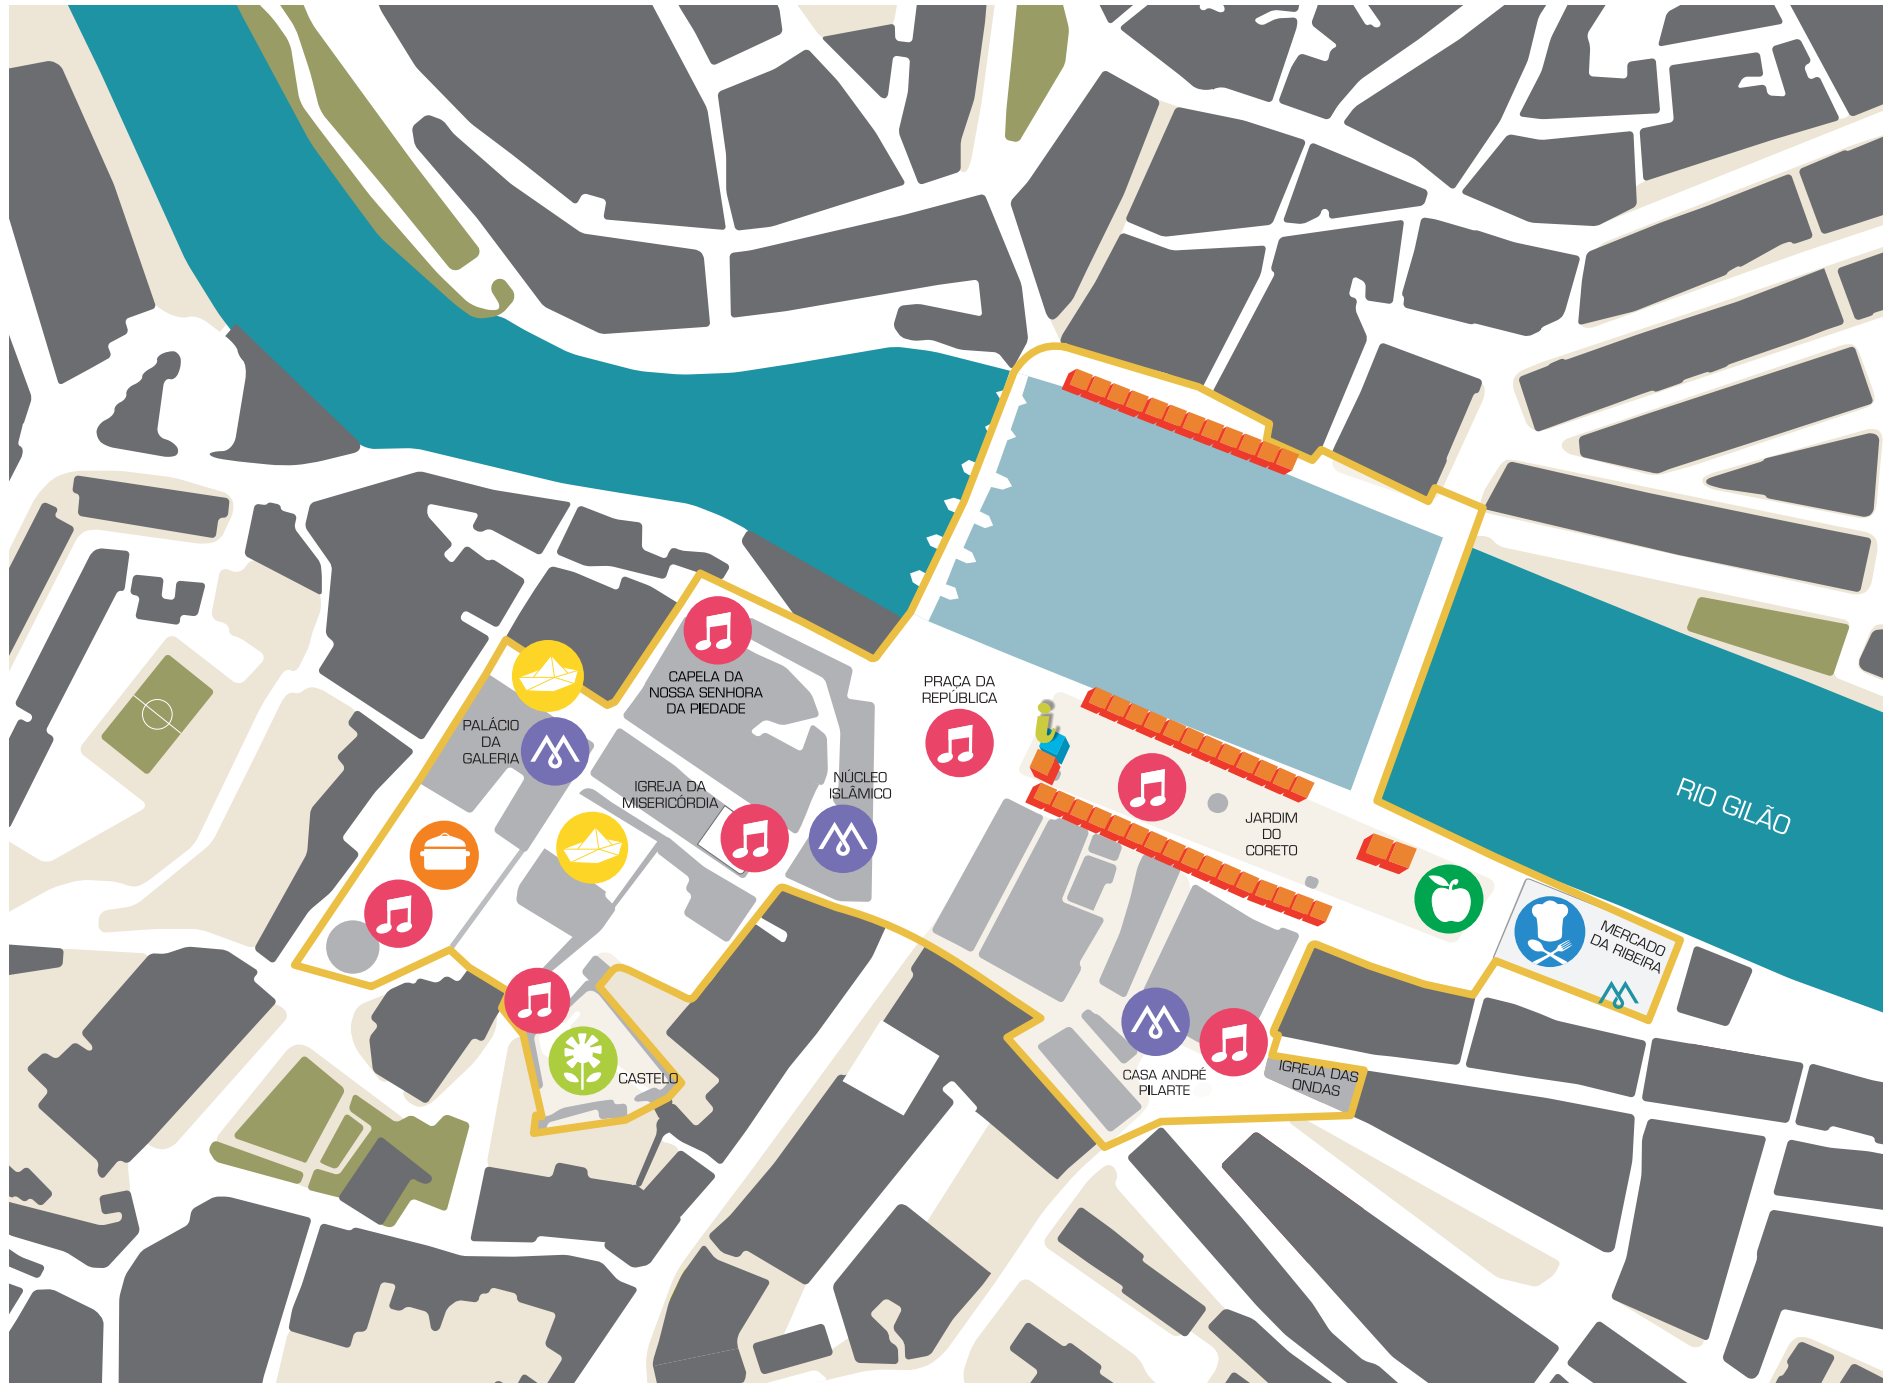 CAPELA DA
NOSSA SENHORA
DA PIEDADE
PRAÇA DA
REPÚBLICA
PALÁCIO
DA
GALERIA
IGREJA DA
MISERICÓRDIA
NÚCLEO
ISLÂMICO
JARDIM
DO
CORETO
RIO GILÃO
MERCADO
DA RIBEIRA
CASTELO
CASA ANDRÉ
PILARTE
IGREJA DAS
ONDAS